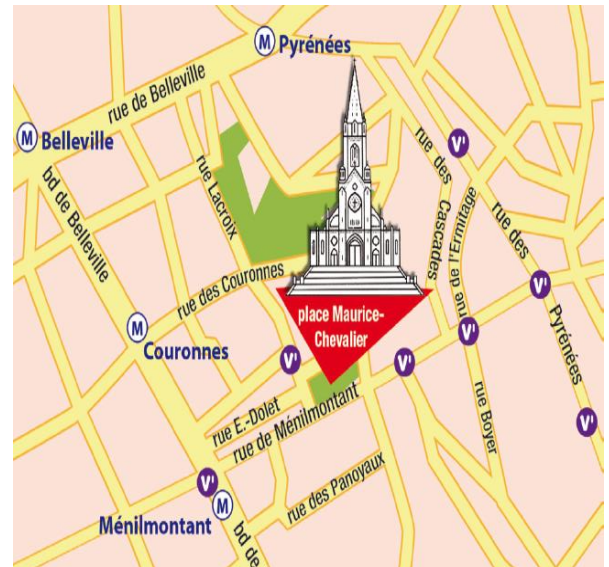 M Pyrénées
rue de Belleville
M Belleville
V'
bd de Belleville
rue Lacroix
rue des Cascades
rue de l'Ermitage
rue des Pyrénées
rue des Couronnes
V'
place Maurice-
Chevalier
M
Couronnes
V'
V'
V'
rue E.-Dolet
rue de Ménilmontant
rue Boyer
V'
rue des Panoyaux
V'
M
Ménilmontant
bd de